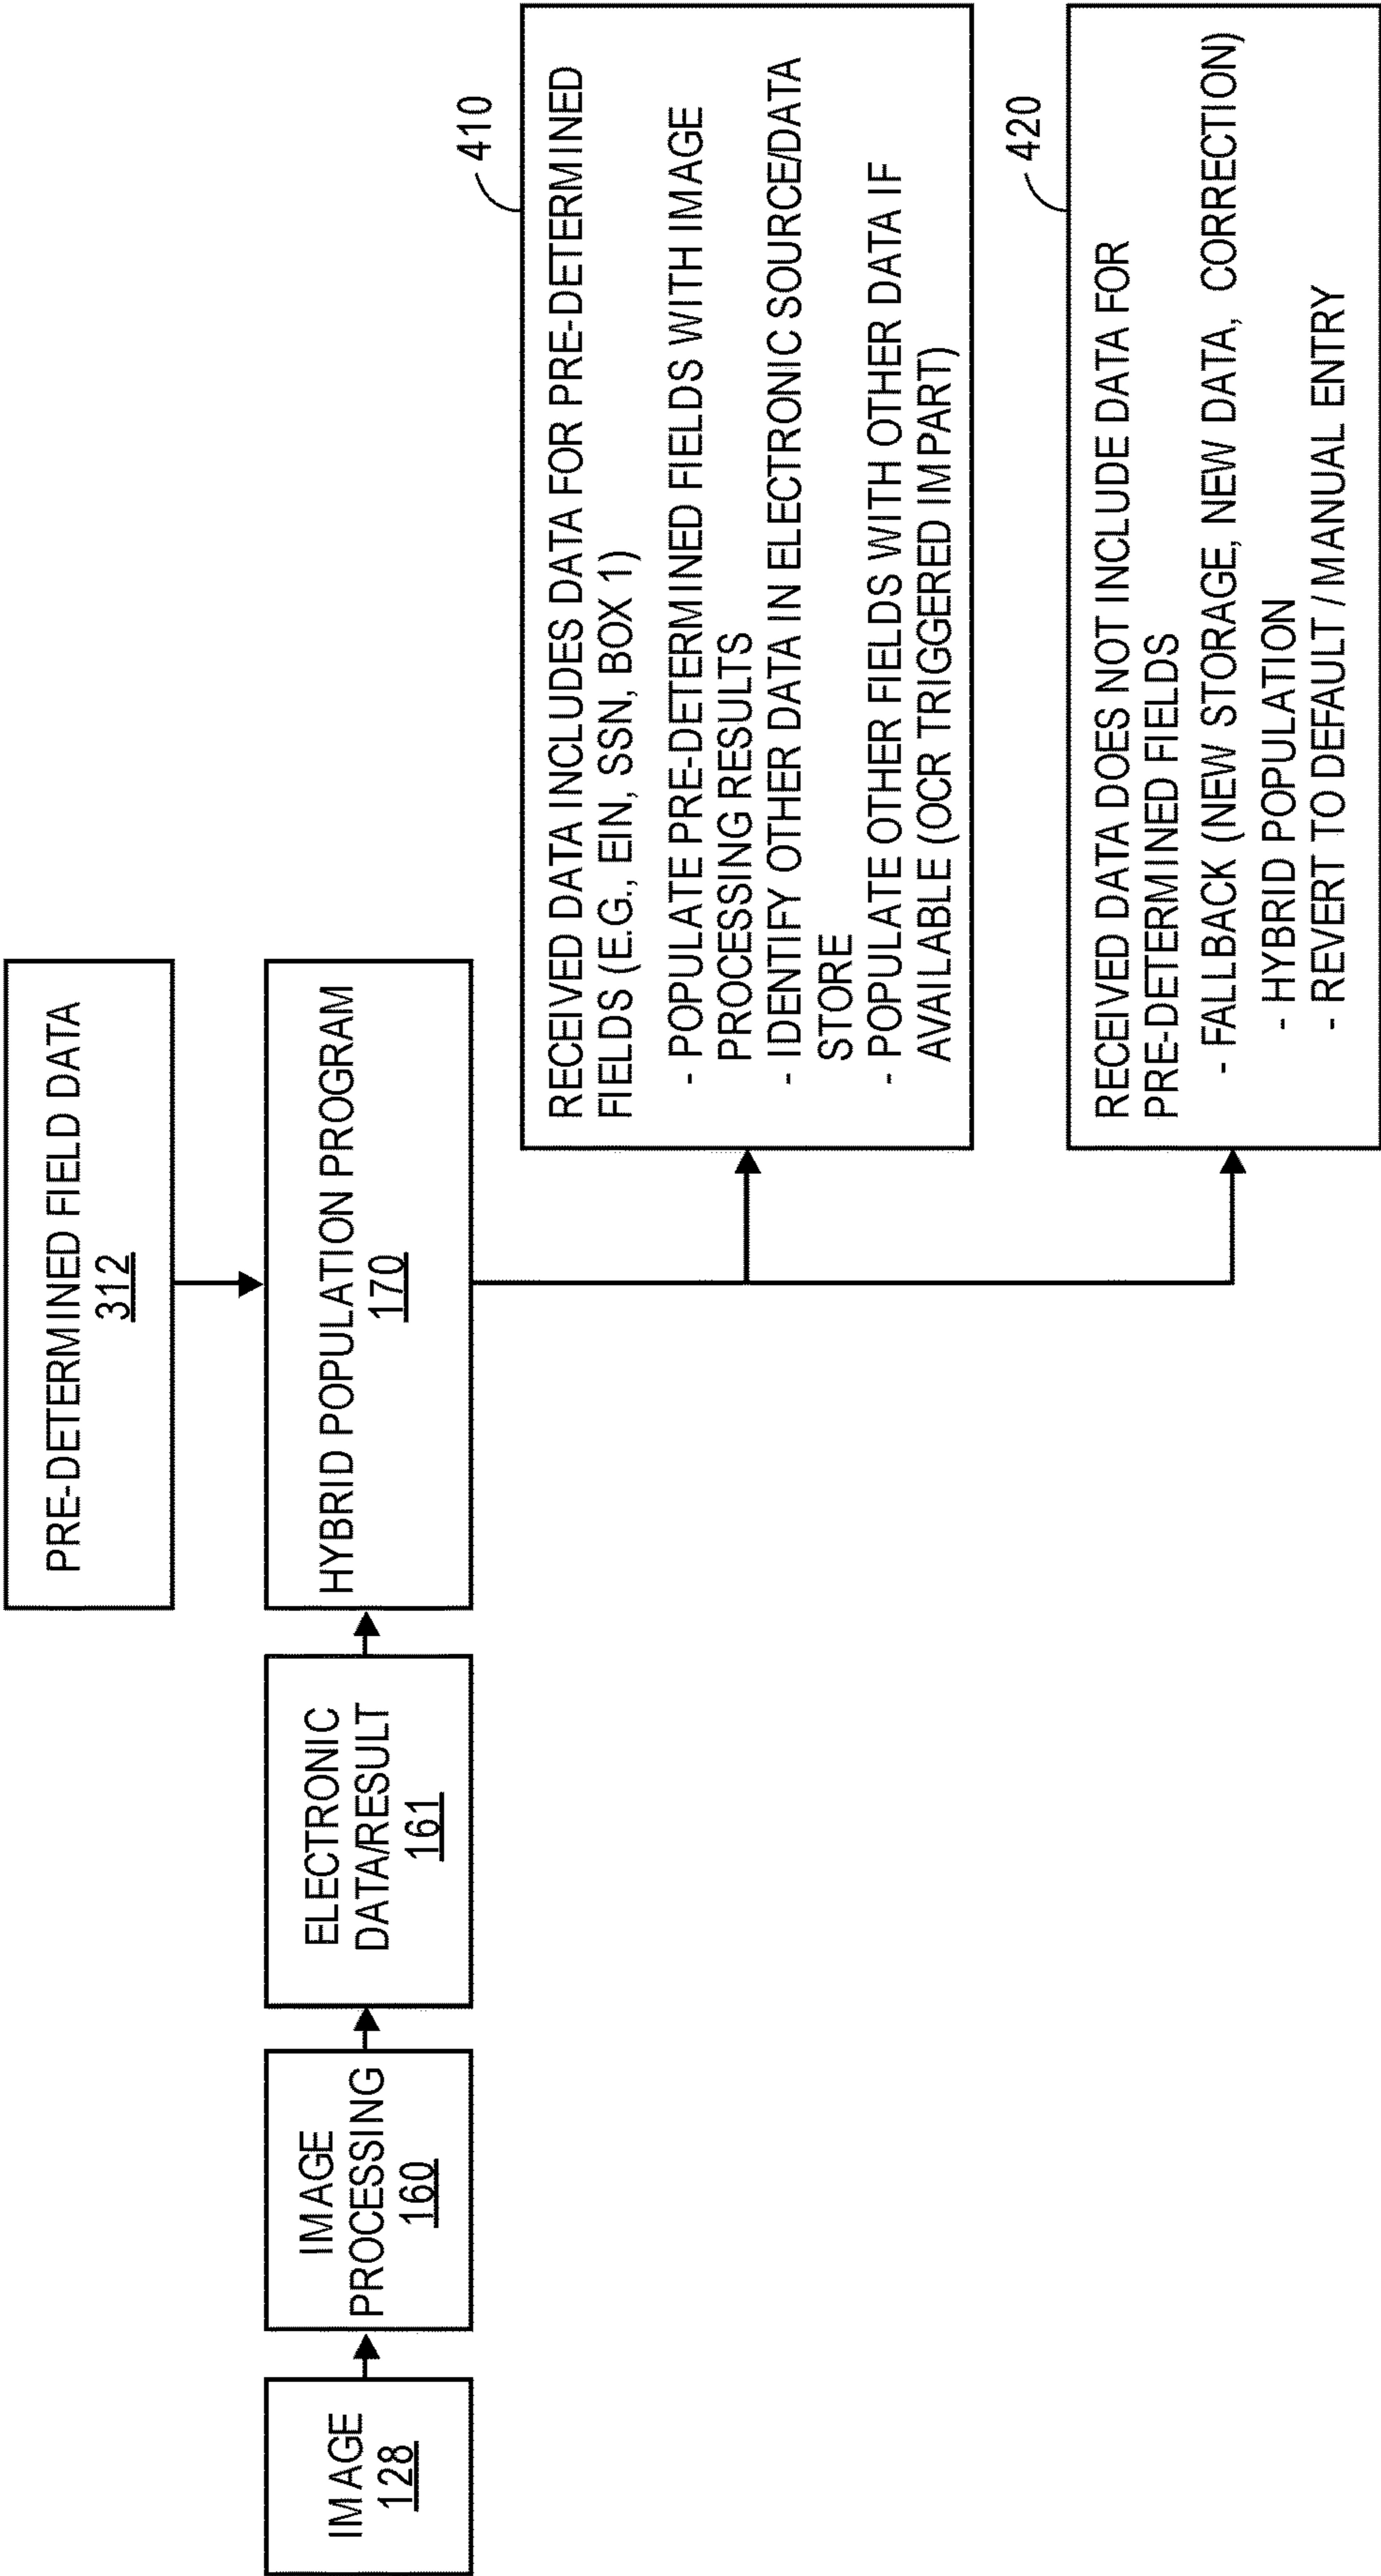 PRE-DETERMINED FIELD DATA
312
IMAGE
128
IMAGE
PROCESSING
160
ELECTRONIC
DATA/RESULT
161
HYBRID POPULATION PROGRAM
170
410
RECEIVED DATA INCLUDES DATA FOR PRE-DETERMINED
FIELDS (E.G., EIN, SSN, BOX 1)
- POPULATE PRE-DETERMINED FIELDS WITH IMAGE
PROCESSING RESULTS
- IDENTIFY OTHER DATA IN ELECTRONIC SOURCE/DATA
STORE
- POPULATE OTHER FIELDS WITH OTHER DATA IF
AVAILABLE (OCR TRIGGERED IMPART)
420
RECEIVED DATA DOES NOT INCLUDE DATA FOR
PRE-DETERMINED FIELDS
- FALLBACK (NEW STORAGE, NEW DATA, CORRECTION)
- HYBRID POPULATION
- REVERT TO DEFAULT / MANUAL ENTRY